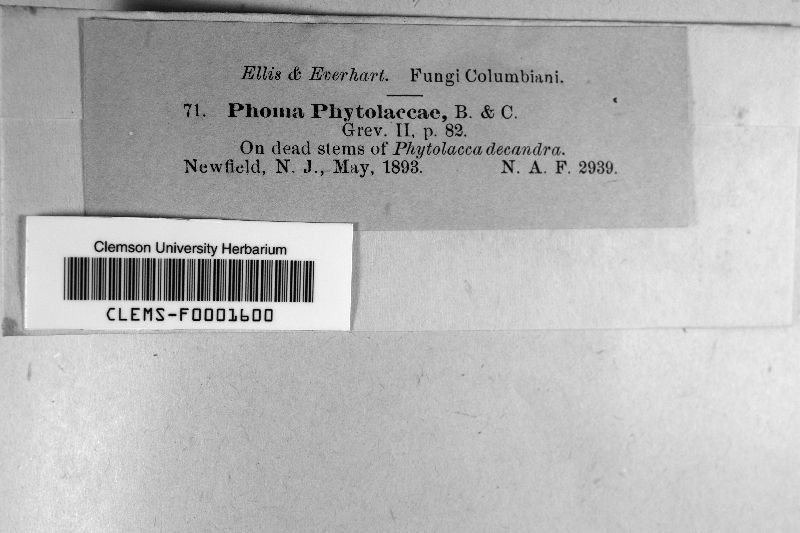 Ellis & Everhart. Fungi Columbiani.
71. Phoma Phytolaccae, B. & C.
Grev. II, p. 82.
On dead stems of Phytolacca decandra.
Newfield, N. J., May, 1893. N. A. F. 2939.
Clemson University Herbarium
CLEMS-F0001600